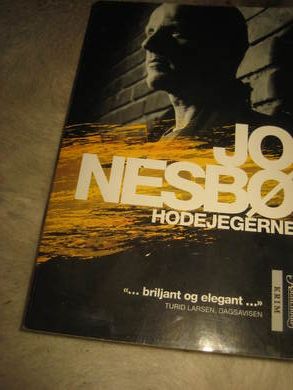 JO
NESBØ
HODEJEGERNE
«... briljant og elegant ...»
TURID LARSEN, DAGSAVISEN
KRIM